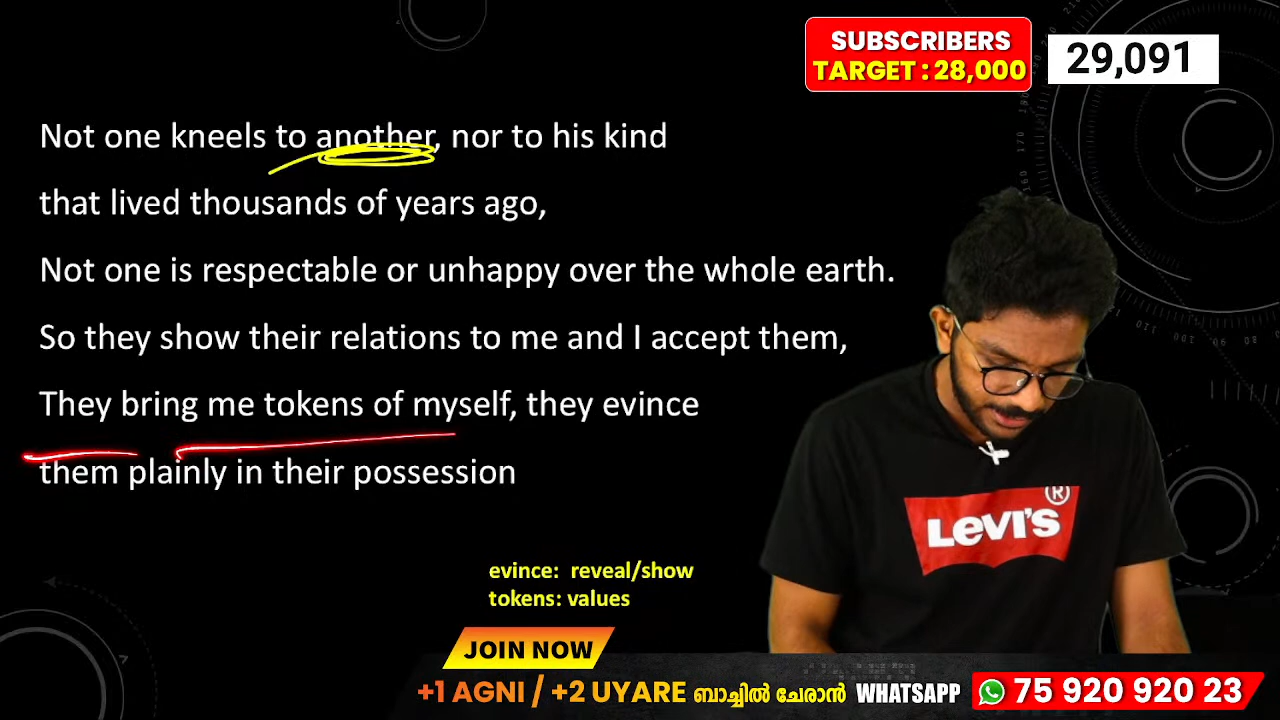 SUBSCRIBERS
TARGET : 28,000
29,091
Not one kneels to another, nor to his kind
that lived thousands of years ago,
Not one is respectable or unhappy over the whole earth.
So they show their relations to me and I accept them,
They bring me tokens of myself, they evince
them plainly in their possession
LEVI'S ®
evince: reveal/show
tokens: values
JOIN NOW
+1 AGNI / +2 UYARE ബാച്ചിൽ ചേരാൻ WHATSAPP 75 920 920 23